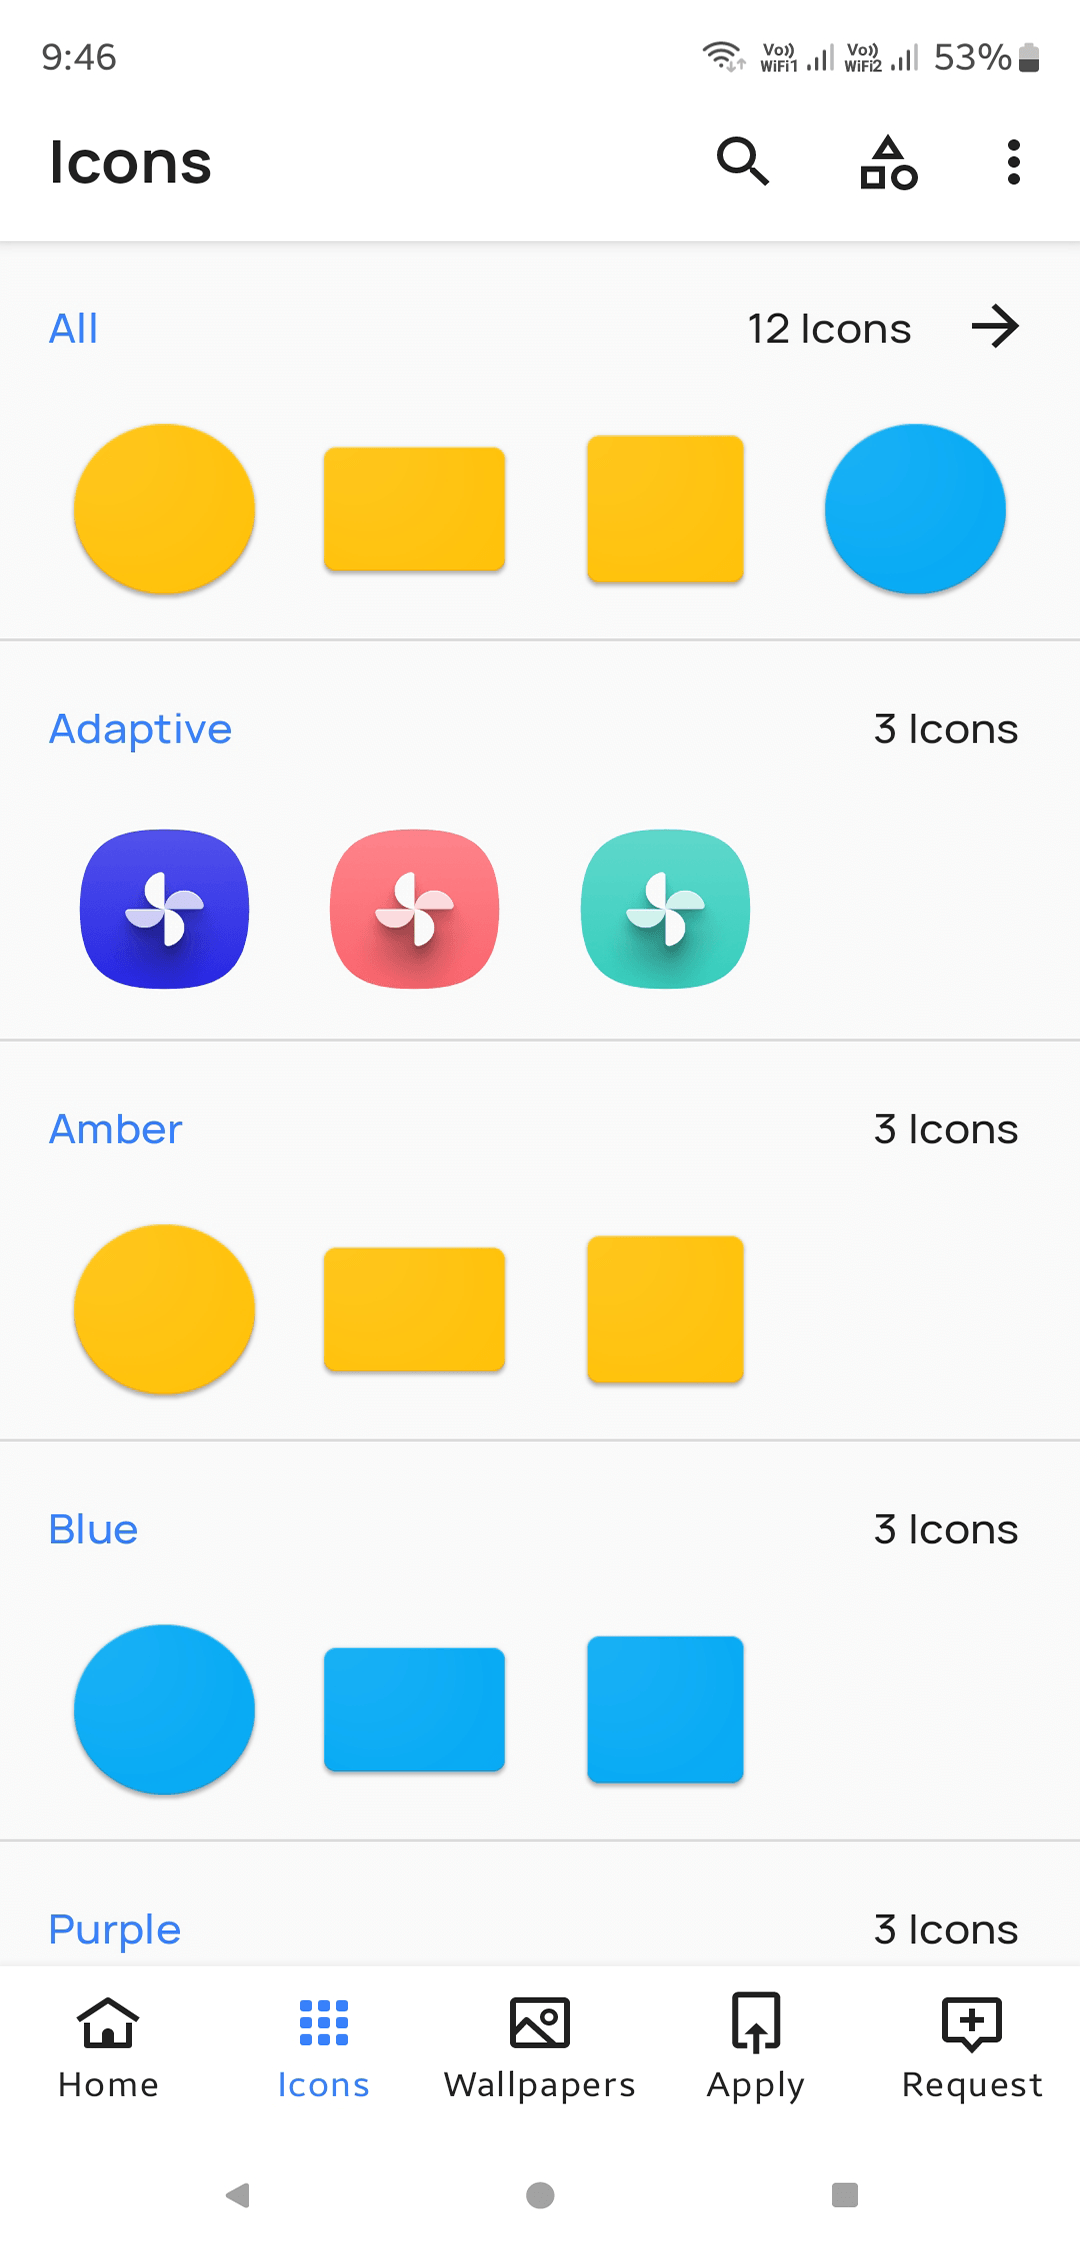 9:46 Vo)) WiFi1 Vo)) WiFi2 53%
Icons
All 12 Icons
Adaptive 3 Icons
Amber 3 Icons
Blue 3 Icons
Purple 3 Icons
Home Icons Wallpapers Apply Request